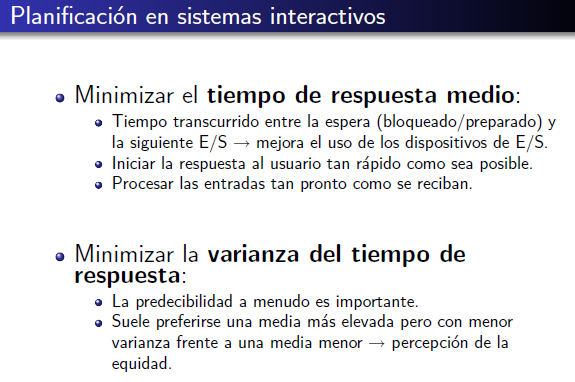 Planificación en sistemas interactivos
Minimizar el tiempo de respuesta medio:
Tiempo transcurrido entre la espera (bloqueado/preparado) y
la siguiente E/S → mejora el uso de los dispositivos de E/S.
Iniciar la respuesta al usuario tan rápido como sea posible.
Procesar las entradas tan pronto como se reciban.
Minimizar la varianza del tiempo de
respuesta:
La predecibilidad a menudo es importante.
Suele preferirse una media más elevada pero con menor
varianza frente a una media menor → percepción de la
equidad.